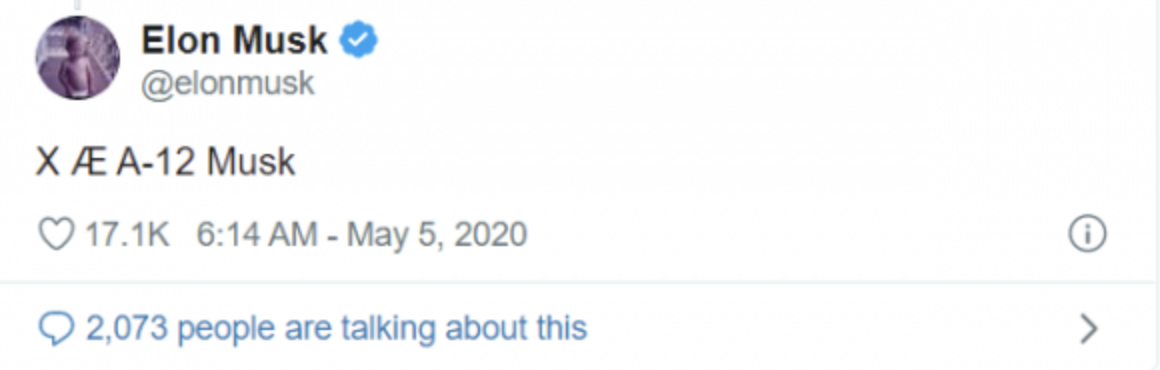 Elon Musk
@elonmusk
X Æ A-12 Musk
17.1K 6:14 AM - May 5, 2020
2,073 people are talking about this